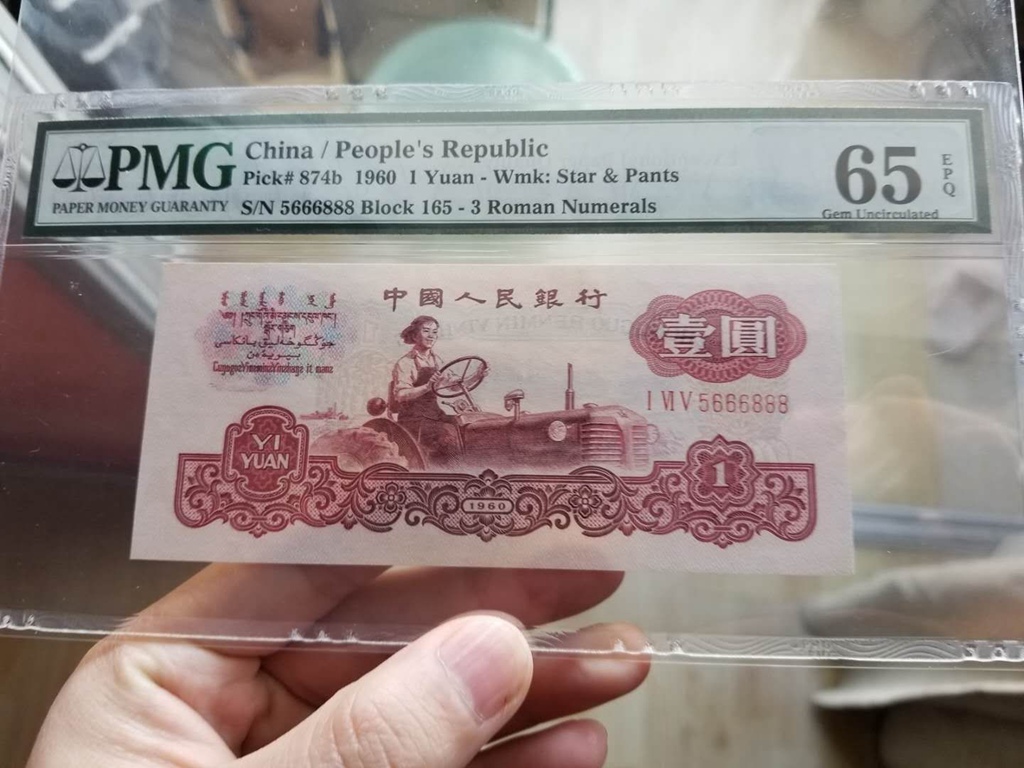 PMG
PAPER MONEY GUARANTY
China / People's Republic
Pick# 874b 1960 1 Yuan - Wmk: Star & Pants
S/N 5666888 Block 165 - 3 Roman Numerals
65
EPQ
Gem Uncirculated
中國人民銀行
壹圓
I VI V 5666888
YI
YUAN
1
1960